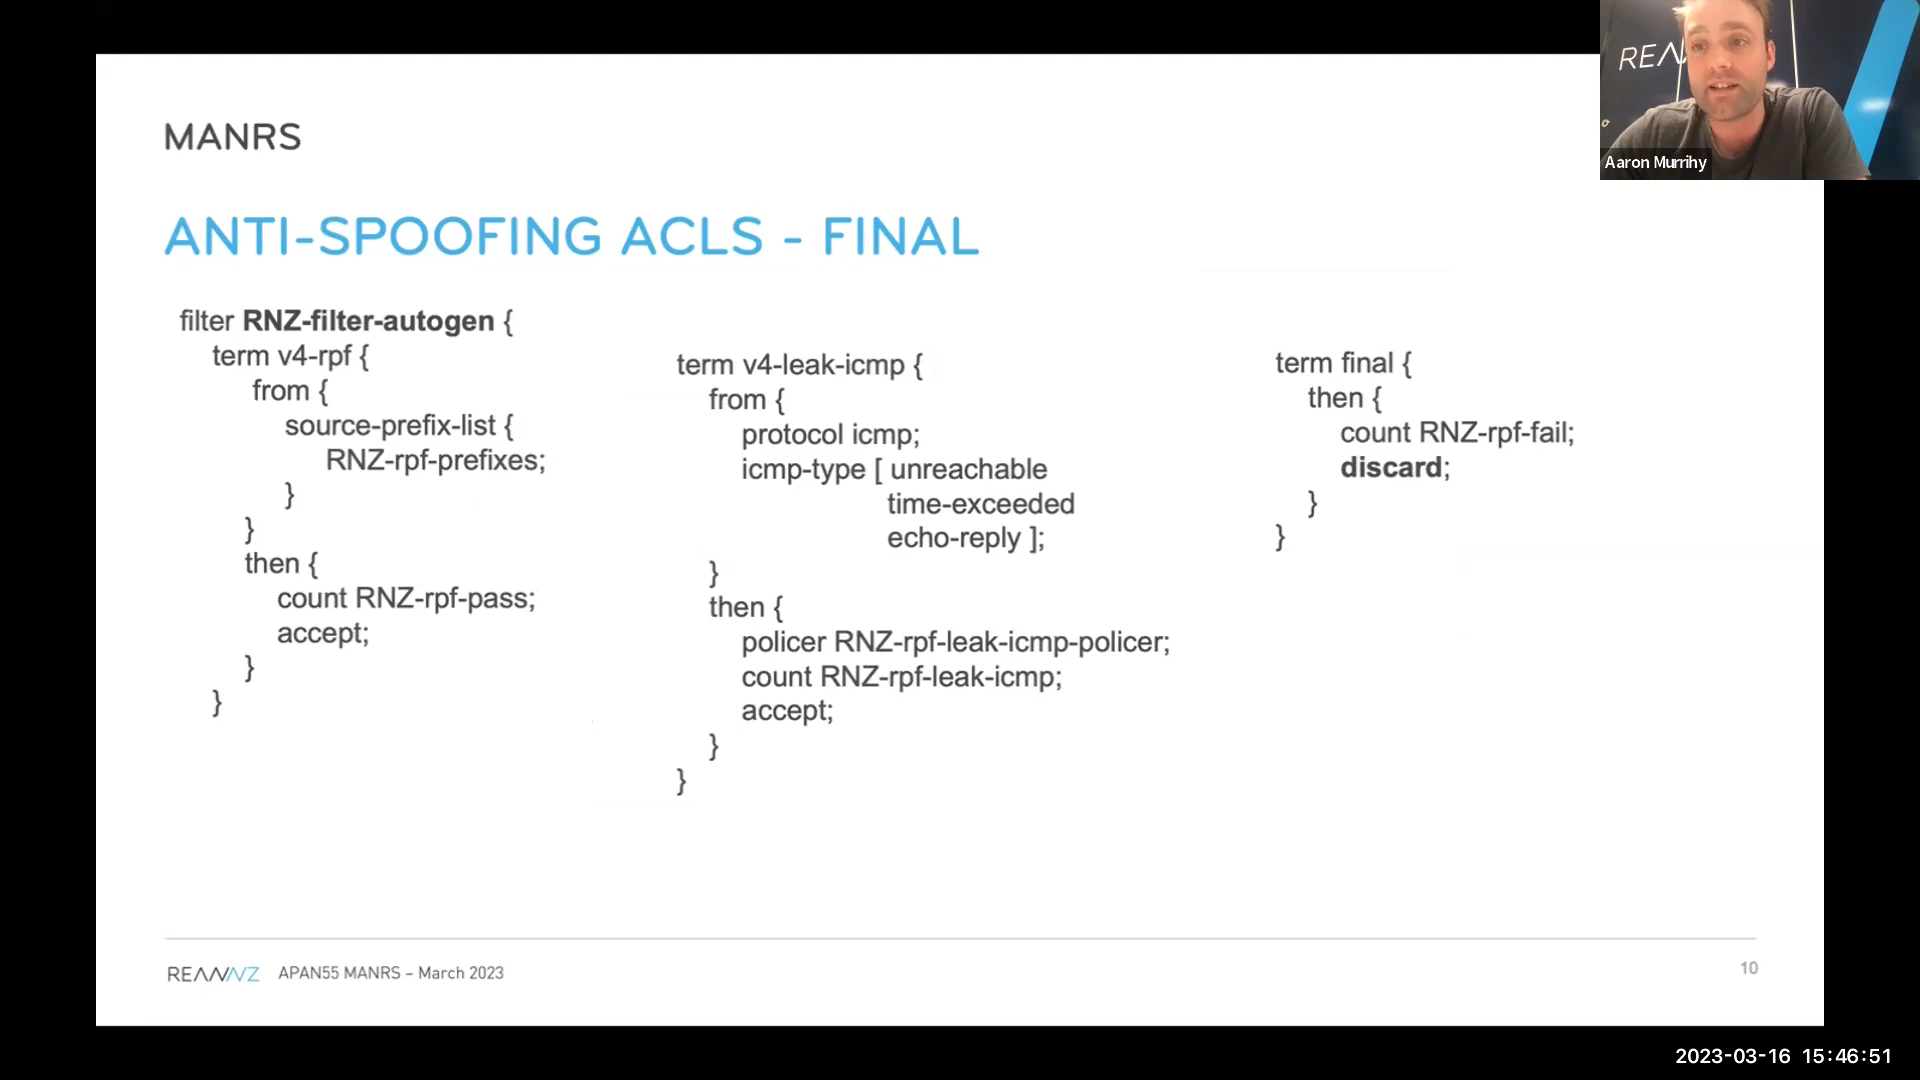 MANRS
ANTI-SPOOFING ACLS - FINAL
filter RNZ-filter-autogen {
term v4-rpf {
from {
source-prefix-list {
RNZ-rpf-prefixes;
}
}
then {
count RNZ-rpf-pass;
accept;
}
}
term v4-leak-icmp {
from {
protocol icmp;
icmp-type [ unreachable
time-exceeded
echo-reply ];
}
then {
policer RNZ-rpf-leak-icmp-policer;
count RNZ-rpf-leak-icmp;
accept;
}
}
term final {
then {
count RNZ-rpf-fail;
discard;
}
}
REANNZ APAN55 MANRS – March 2023
10
Aaron Murrihy
2023-03-16 15:46:51